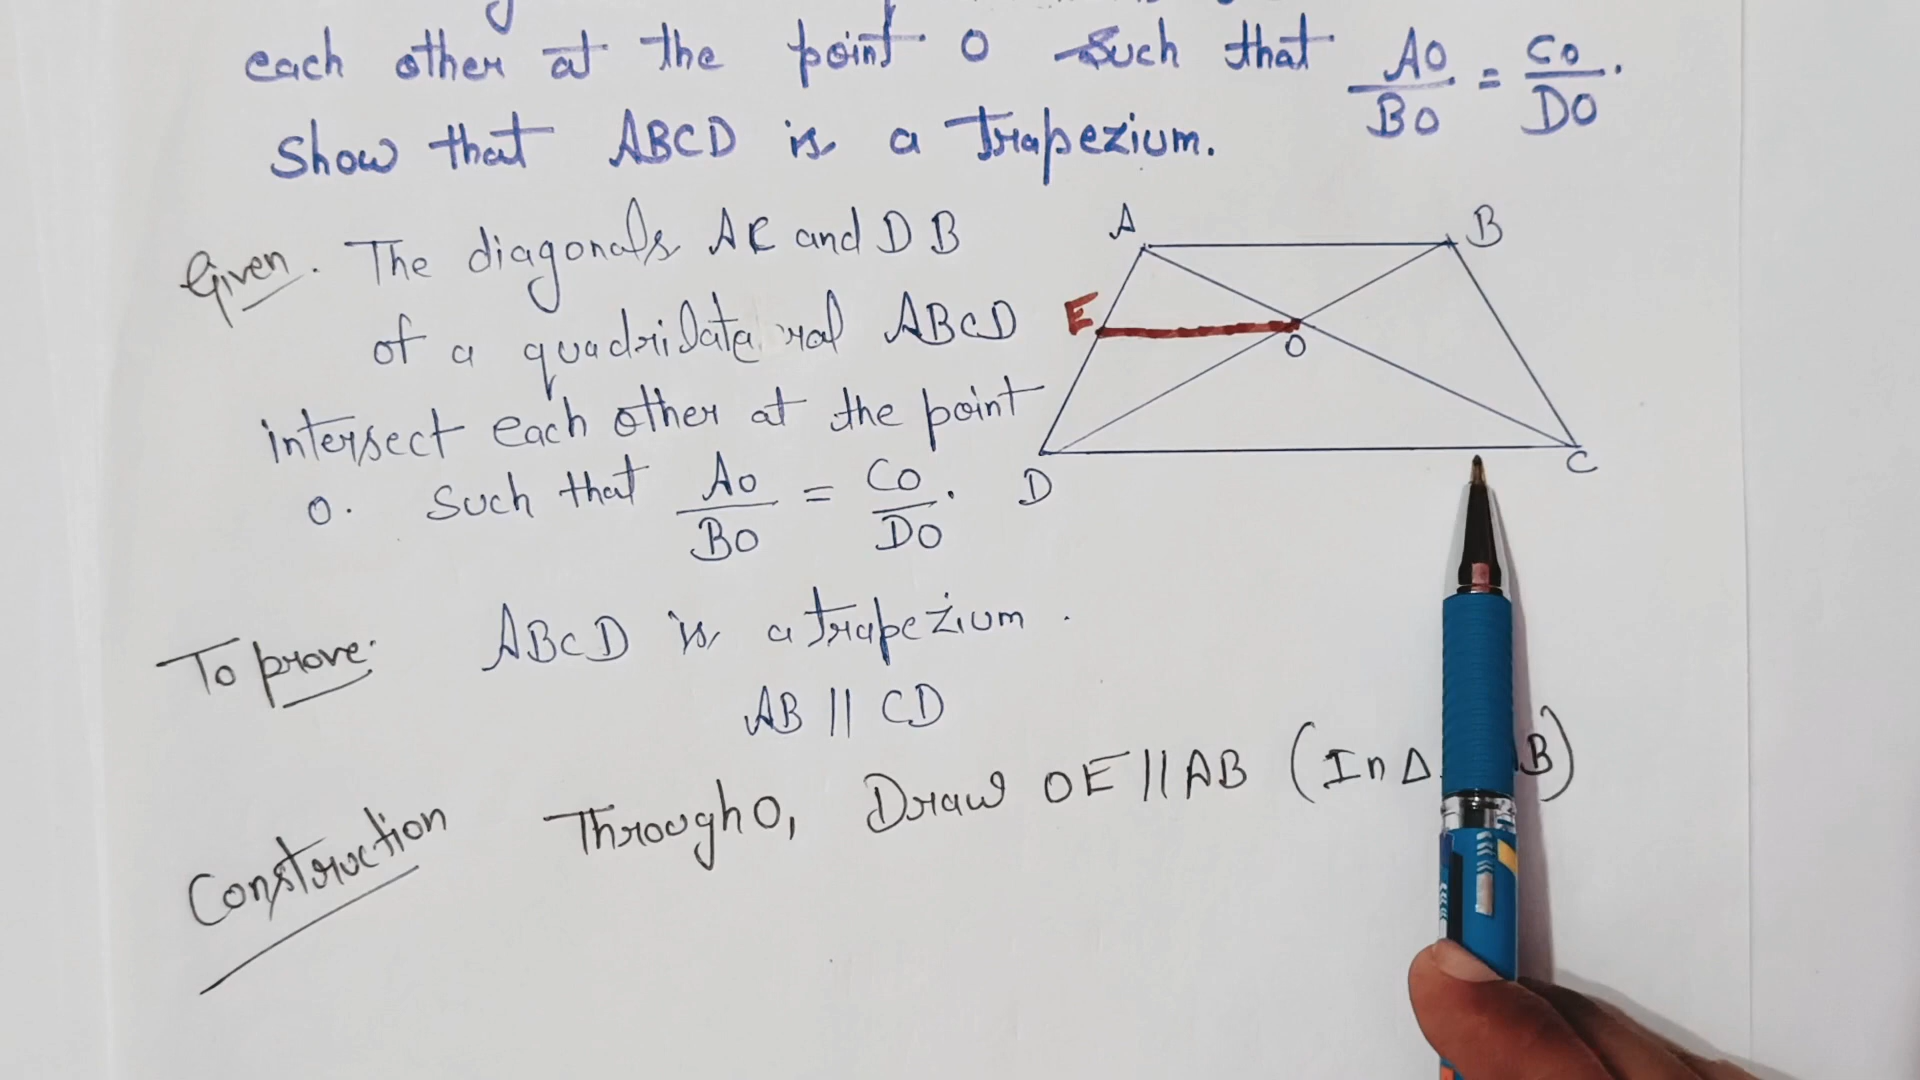 each other at the point O such that AO/BO = CO/DO.
Show that ABCD is a Trapezium.
Given. The diagonals AC and DB
of a quadrilateral ABCD
intersect each other at the point
O. Such that AO/BO = CO/DO.
A B
E O
D C
To prove: ABCD is a trapezium.
AB || CD
Construction Through O, Draw OE || AB (In Δ B)